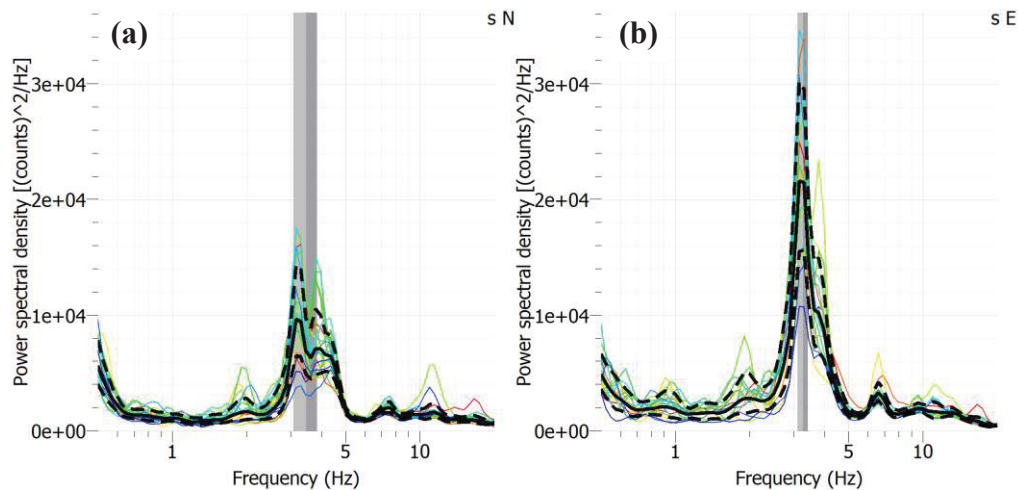 (a)
s N
Power spectral density [(counts)^2/Hz]
3e+04
2e+04
1e+04
0e+00
1
5
10
Frequency (Hz)
(b)
s E
Power spectral density [(counts)^2/Hz]
3e+04
2e+04
1e+04
0e+00
1
5
10
Frequency (Hz)